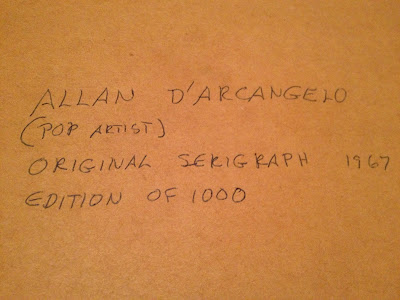 ALLAN D'ARCANGELO
(POP ARTIST)
ORIGINAL SERIGRAPH 1967
EDITION OF 1000